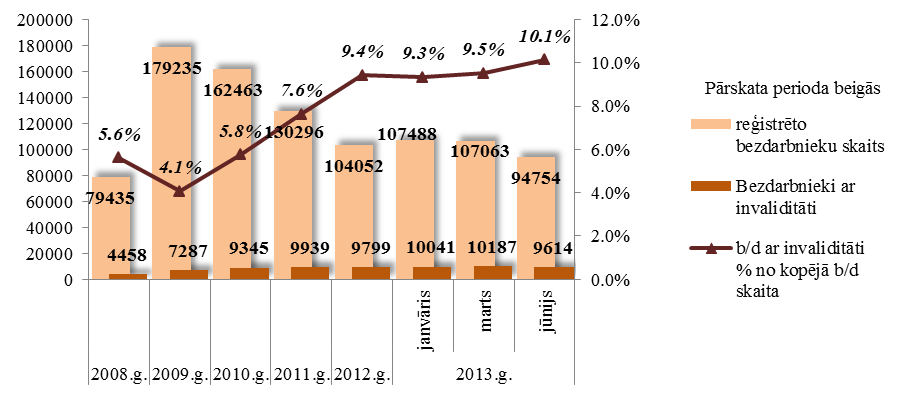 200000
180000
160000
140000
120000
100000
80000
60000
40000
20000
0
12.0%
10.0%
8.0%
6.0%
4.0%
2.0%
0.0%
5.6%
4.1%
5.8%
7.6%
9.4%
9.3%
9.5%
10.1%
79435
179235
162463
130296
104052
107488
107063
94754
4458
7287
9345
9939
9799
10041
10187
9614
janvāris
marts
jūnijs
2008.g.
2009.g.
2010.g.
2011.g.
2012.g.
2013.g.
Pārskata perioda beigās
reģistrēto
bezdarbnieku skaits
Bezdarbnieki ar
invaliditāti
b/d ar invaliditāti
% no kopējā b/d
skaita